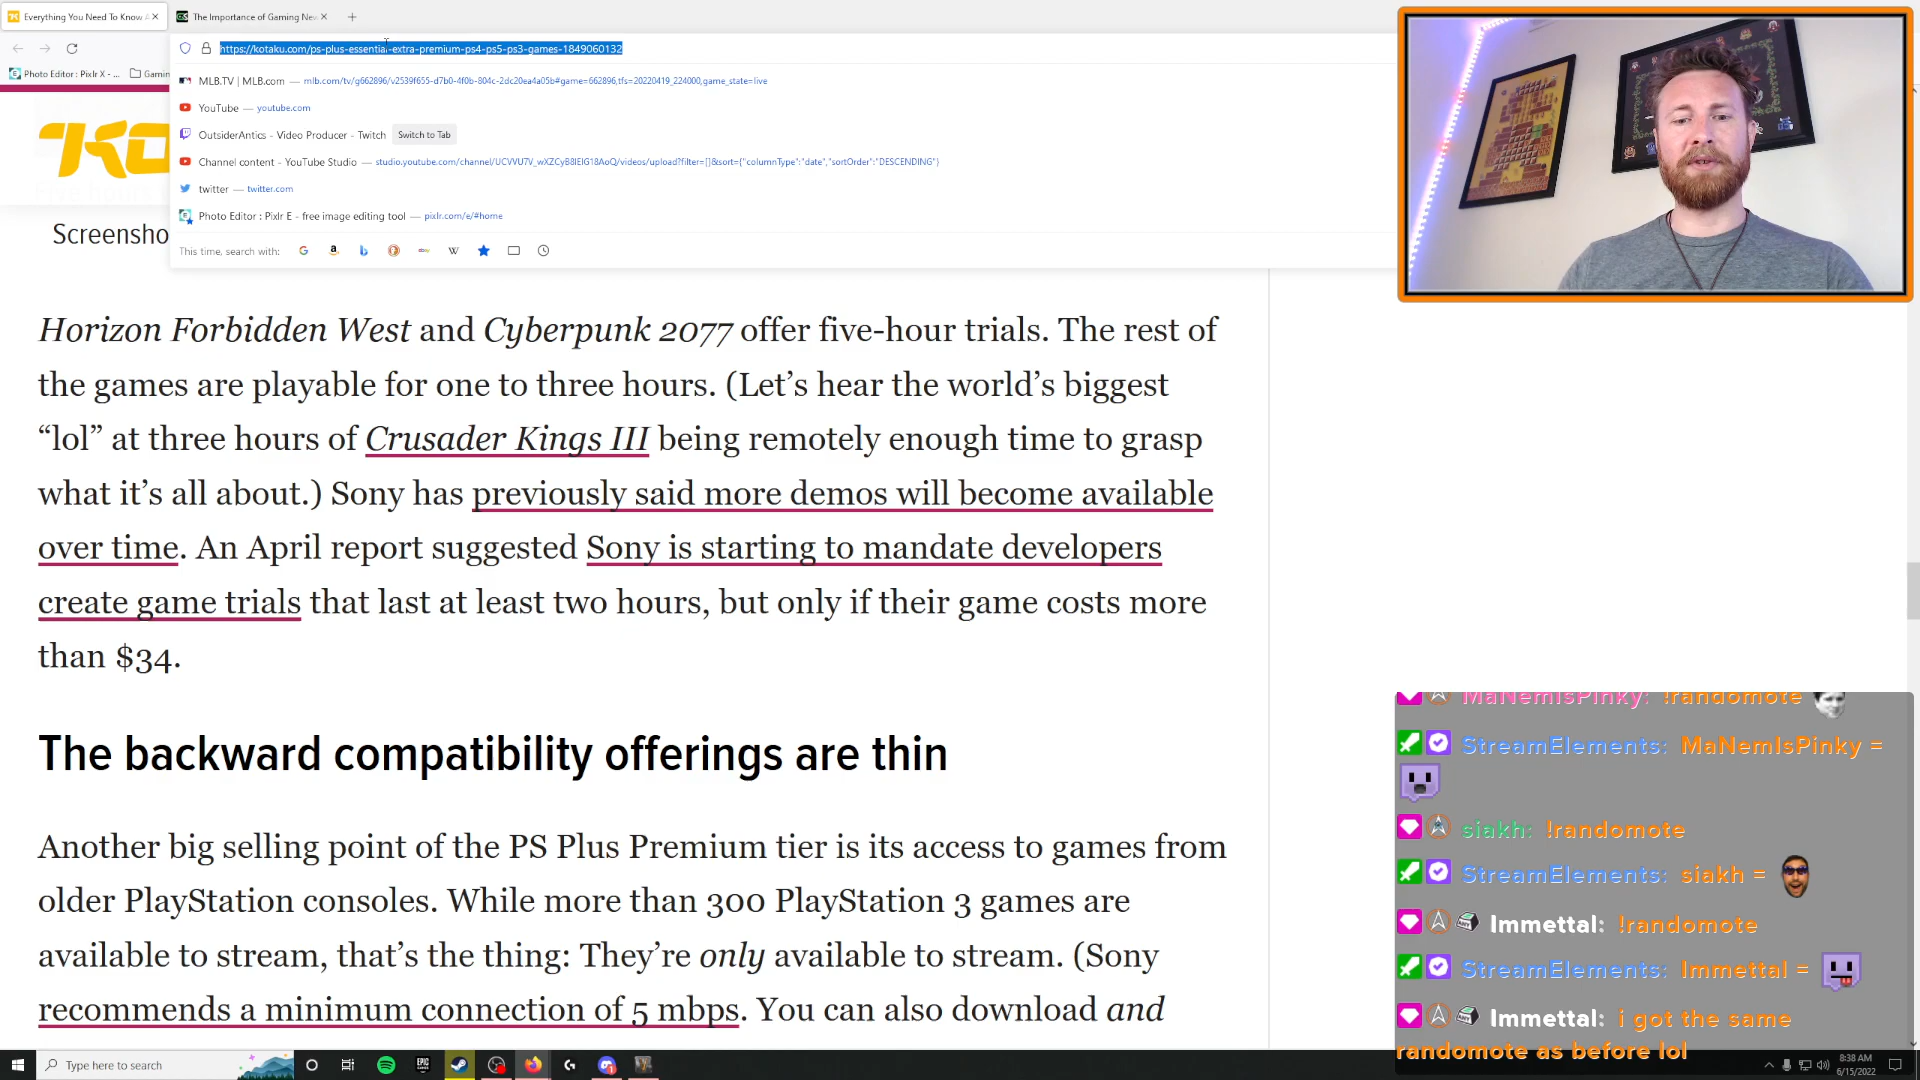 Everything You Need To Know A
The Importance of Gaming New
https://kotaku.com/ps-plus-essential-extra-premium-ps4-ps5-ps3-games-1849060132
Photo Editor : Pixlr X - ...
Gamin
MLB.TV | MLB.com — mlb.com/tv/g662896/v2539f655-d7b0-4f0b-804c-2dc20ea4a05b#game=662896,tfs=20220419_224000,game_state=live
YouTube — youtube.com
OutsiderAntics - Video Producer - Twitch Switch to Tab
Channel content - YouTube Studio — studio.youtube.com/channel/UCVVU7V_wXZCyB8IEIG18AoQ/videos/upload?filter=[]&sort={"columnType":"date","sortOrder":"DESCENDING"}
twitter — twitter.com
Photo Editor : Pixlr E - free image editing tool — pixlr.com/e/#home
This time, search with:
KO
Five hours
Screensho
Horizon Forbidden West and Cyberpunk 2077 offer five-hour trials. The rest of
the games are playable for one to three hours. (Let’s hear the world’s biggest
“lol” at three hours of Crusader Kings III being remotely enough time to grasp
what it’s all about.) Sony has previously said more demos will become available
over time. An April report suggested Sony is starting to mandate developers
create game trials that last at least two hours, but only if their game costs more
than $34.
The backward compatibility offerings are thin
Another big selling point of the PS Plus Premium tier is its access to games from
older PlayStation consoles. While more than 300 PlayStation 3 games are
available to stream, that’s the thing: They’re only available to stream. (Sony
recommends a minimum connection of 5 mbps. You can also download and
MaNemIsPinky: !randomote
StreamElements: MaNemIsPinky =
siakh: !randomote
StreamElements: siakh =
Immettal: !randomote
StreamElements: Immettal =
Immettal: i got the same
randomote as before lol
Type here to search
8:38 AM
6/15/2022